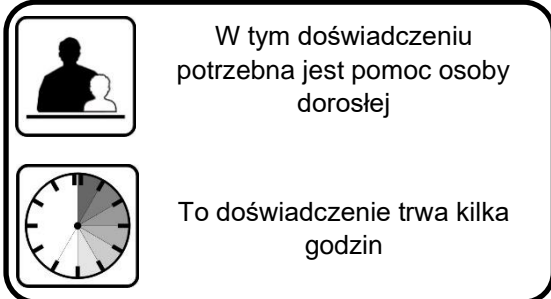 W tym doświadczeniu
potrzebna jest pomoc osoby
dorosłej
To doświadczenie trwa kilka
godzin